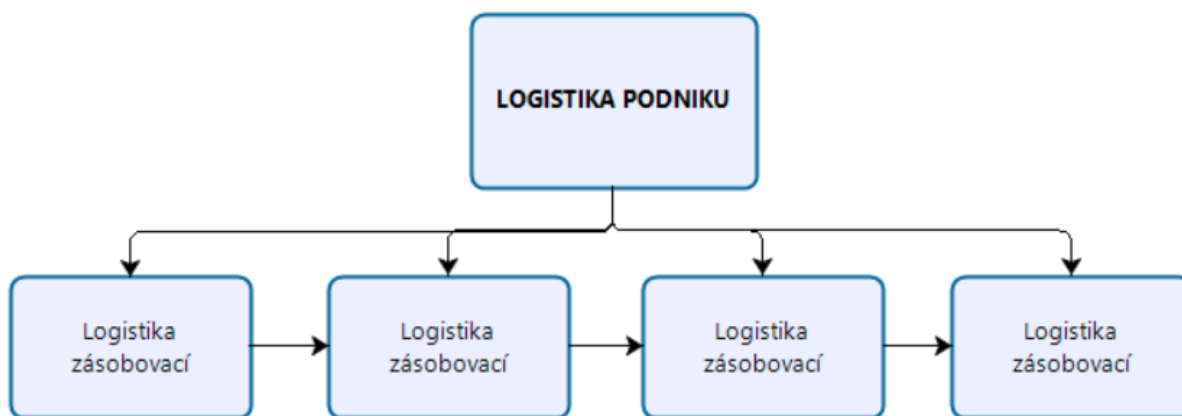 LOGISTIKA PODNIKU
Logistika
zásobovací
Logistika
zásobovací
Logistika
zásobovací
Logistika
zásobovací